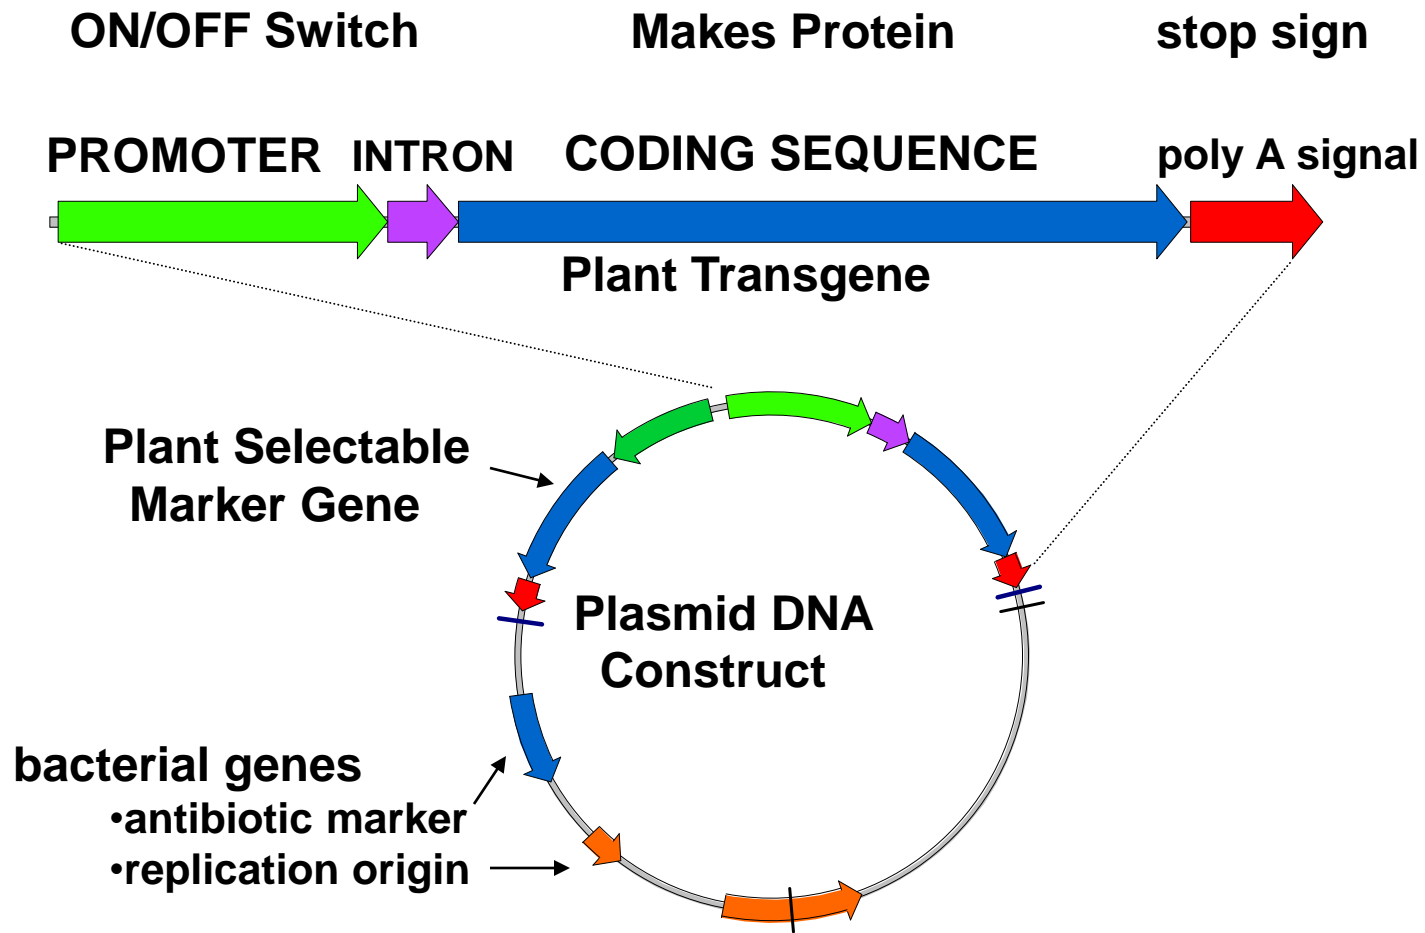 ON/OFF Switch Makes Protein stop sign
PROMOTER INTRON CODING SEQUENCE poly A signal
Plant Transgene
Plant Selectable
Marker Gene
Plasmid DNA
Construct
bacterial genes
•antibiotic marker
•replication origin